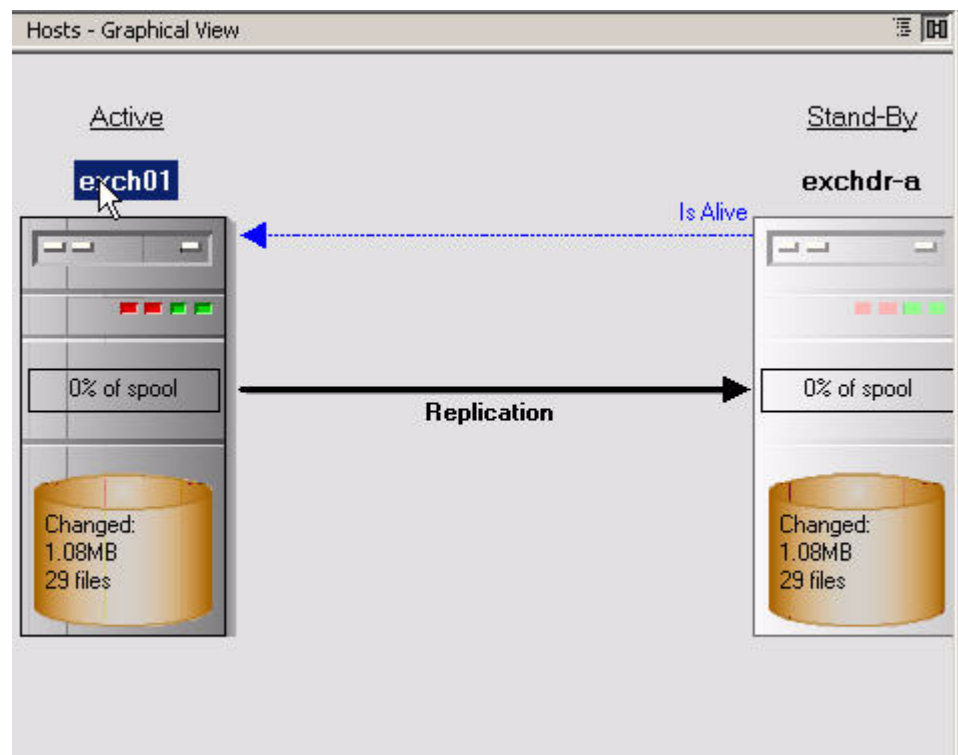 Hosts - Graphical View
Active
Stand-By
exch01
exchdr-a
Is Alive
0% of spool
0% of spool
Replication
Changed:
1.08MB
29 files
Changed:
1.08MB
29 files